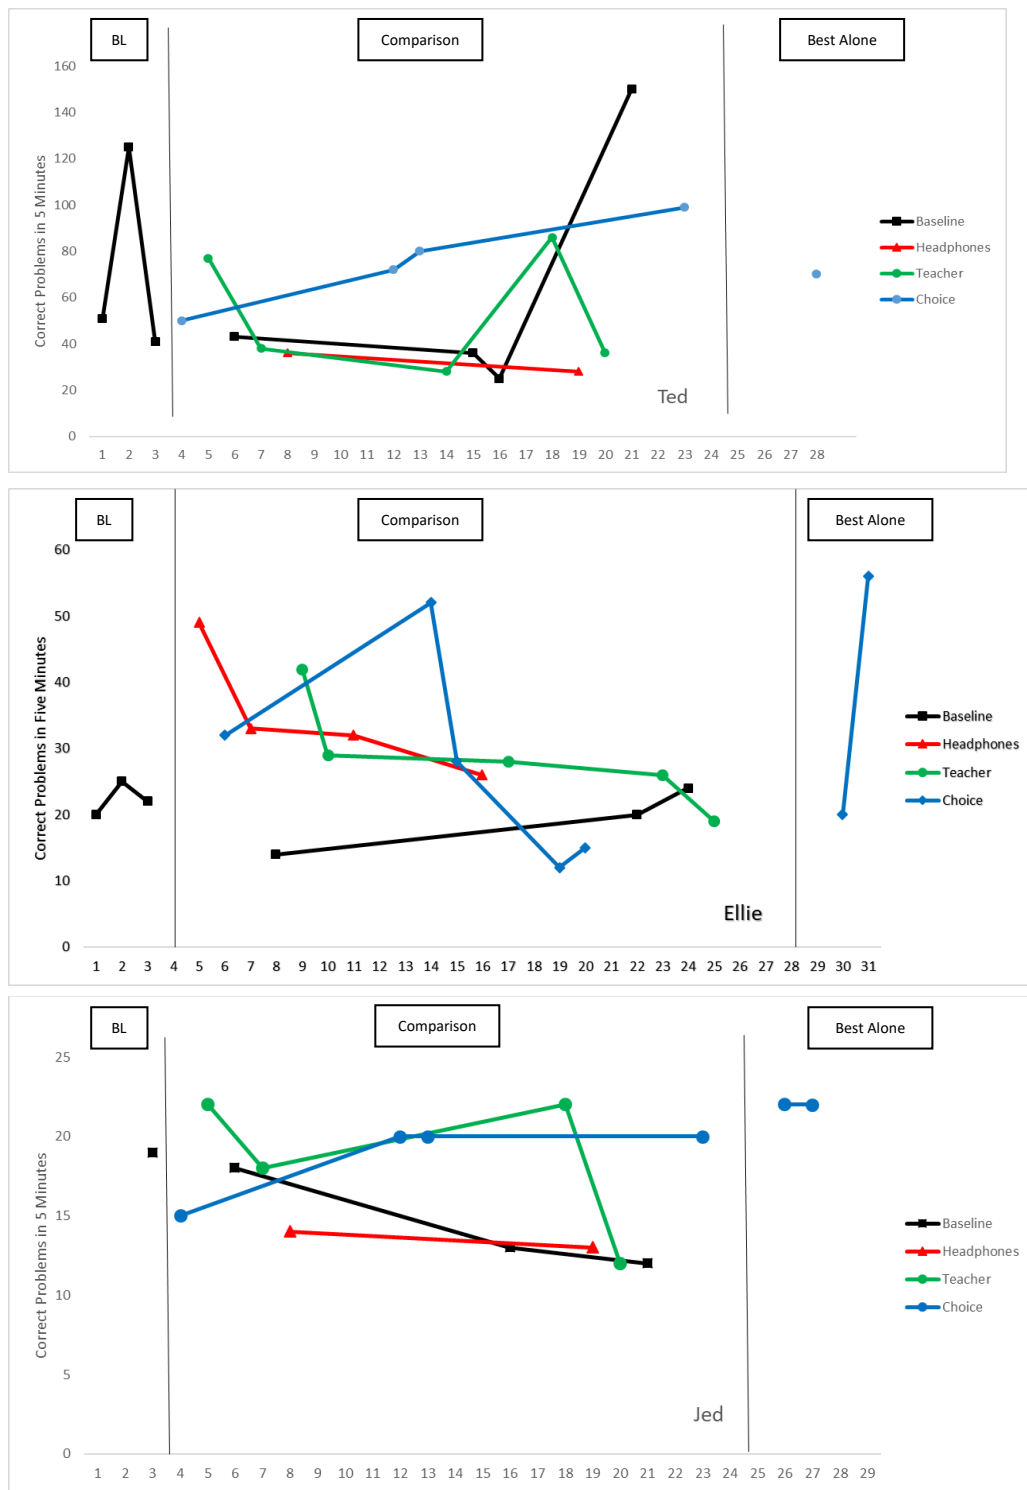 BL
Comparison
Best Alone
Correct Problems in 5 Minutes
160
140
120
100
80
60
40
20
0
Baseline
Headphones
Teacher
Choice
Ted
1 2 3 4 5 6 7 8 9 10 11 12 13 14 15 16 17 18 19 20 21 22 23 24 25 26 27 28
BL
Comparison
Best Alone
Correct Problems in Five Minutes
60
50
40
30
20
10
0
Baseline
Headphones
Teacher
Choice
Ellie
1 2 3 4 5 6 7 8 9 10 11 12 13 14 15 16 17 18 19 20 21 22 23 24 25 26 27 28 29 30 31
BL
Comparison
Best Alone
Correct Problems in 5 Minutes
25
20
15
10
5
0
Baseline
Headphones
Teacher
Choice
Jed
1 2 3 4 5 6 7 8 9 10 11 12 13 14 15 16 17 18 19 20 21 22 23 24 25 26 27 28 29